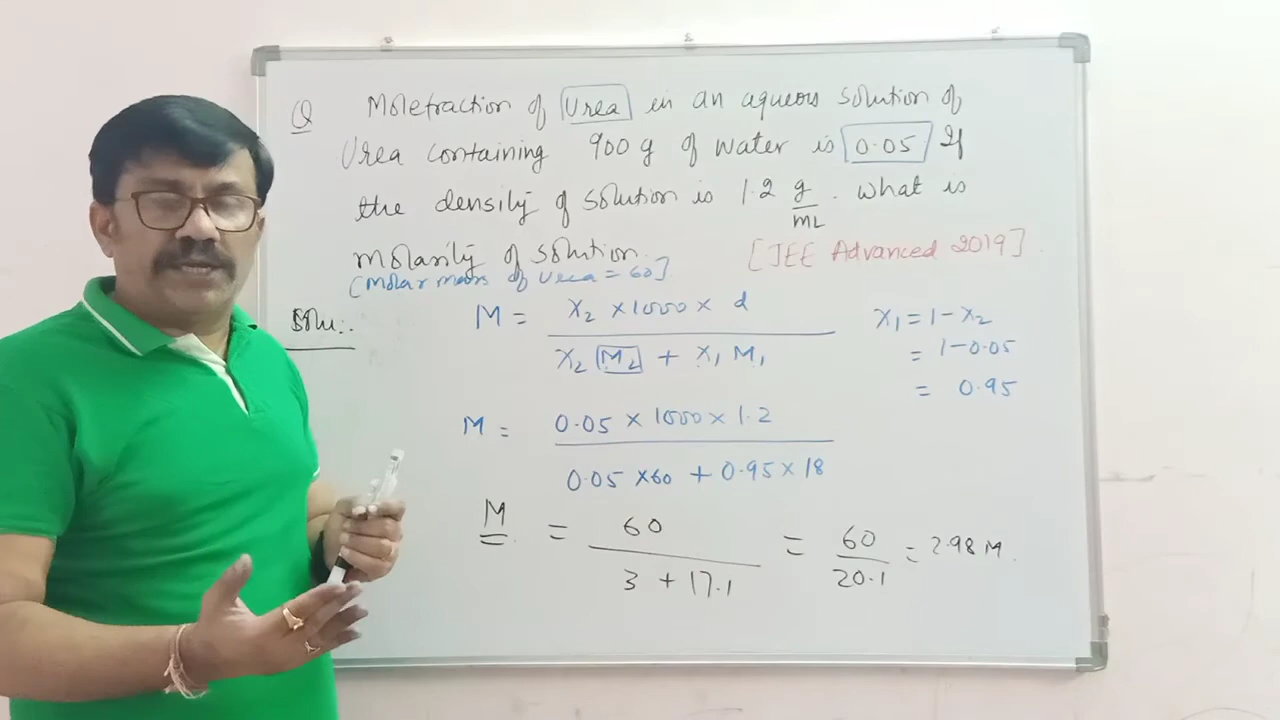 Q Molefraction of Urea in an aqueous solution of
Urea containing 900 g of water is 0.05 If
the density of solution is 1.2 g/mL. what is
molarity of solution. [JEE Advanced 2019]
[Molar mass of Urea = 60]
Solu:.
M = X₂ × 1000 × d / X₂ M₂ + X₁ M₁
X₁ = 1 - X₂
= 1 - 0.05
= 0.95
M = 0.05 × 1000 × 1.2 / 0.05 × 60 + 0.95 × 18
M = 60 / 3 + 17.1 = 60 / 20.1 = 2.98 M.